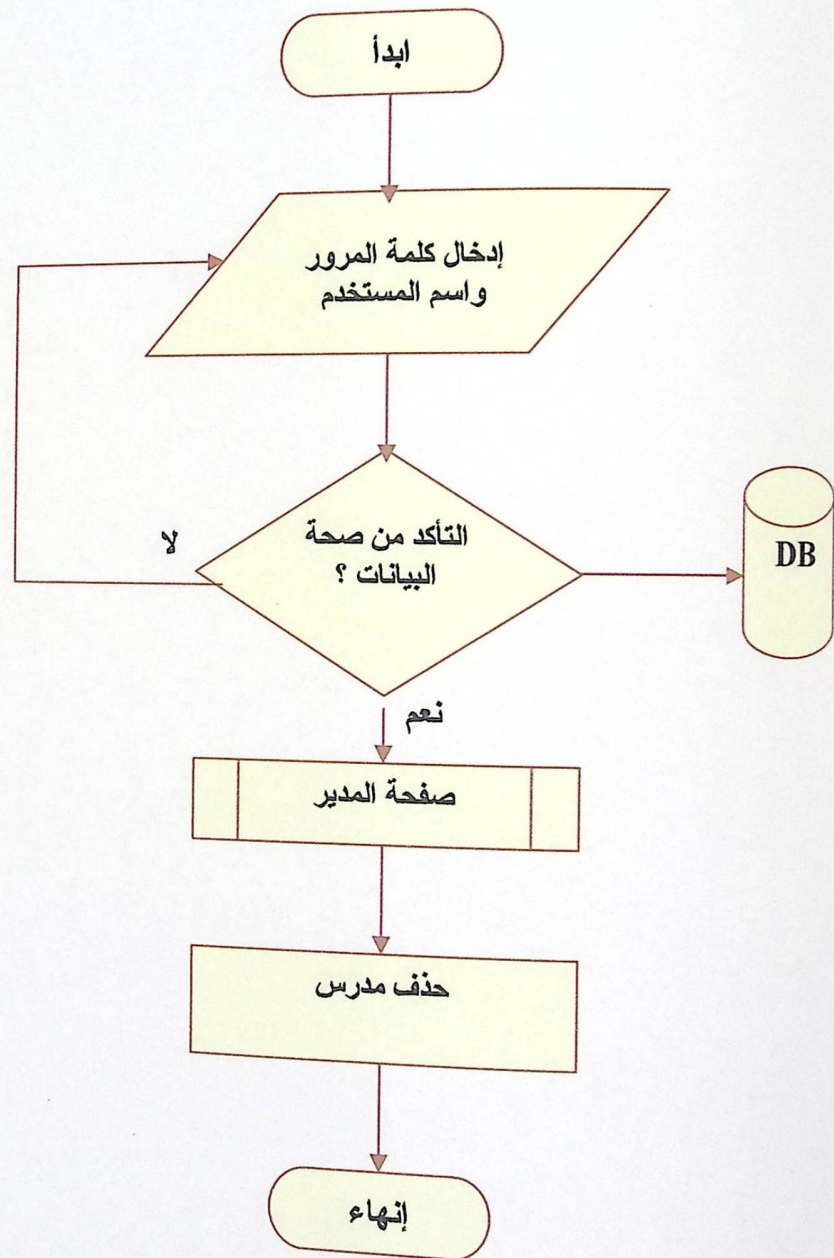 ابدأ
إدخال كلمة المرور
واسم المستخدم
التأكد من صحة
البيانات ؟
لا
DB
نعم
صفحة المدير
حذف مدرس
إنهاء